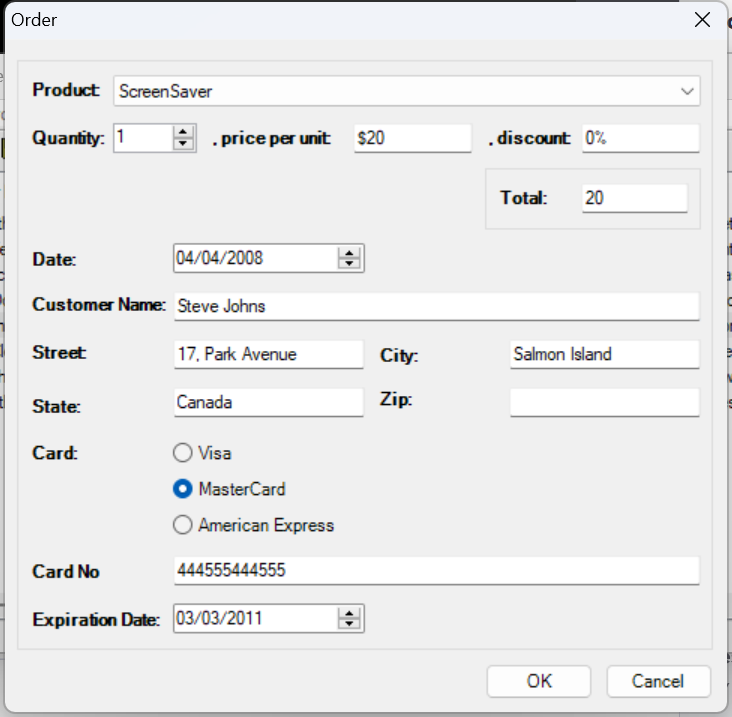 Order
Product: ScreenSaver
Quantity: 1 , price per unit: $20 , discount: 0%
Total: 20
Date: 04/04/2008
Customer Name: Steve Johns
Street: 17, Park Avenue City: Salmon Island
State: Canada Zip:
Card: Visa
MasterCard
American Express
Card No 444555444555
Expiration Date: 03/03/2011
OK Cancel